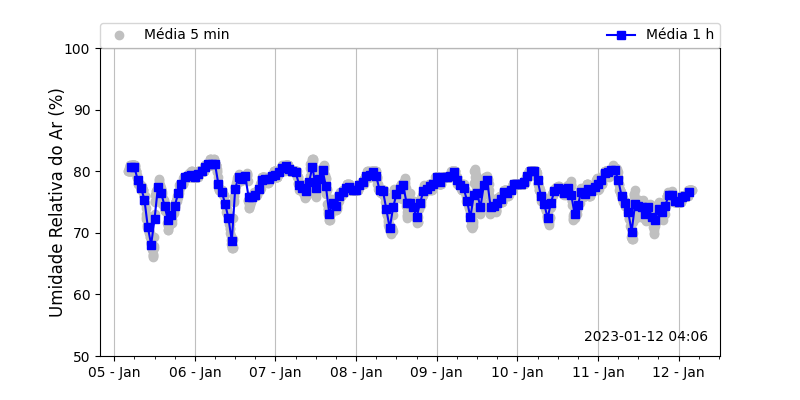 Média 5 min Média 1 h
Umidade Relativa do Ar (%)
100
90
80
70
60
50
2023-01-12 04:06
05 - Jan 06 - Jan 07 - Jan 08 - Jan 09 - Jan 10 - Jan 11 - Jan 12 - Jan